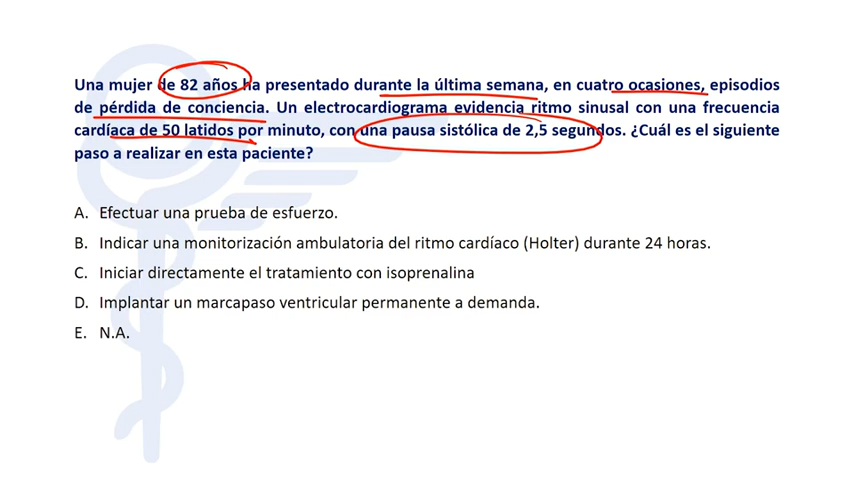 Una mujer de 82 años ha presentado durante la última semana, en cuatro ocasiones, episodios
de pérdida de conciencia. Un electrocardiograma evidencia ritmo sinusal con una frecuencia
cardíaca de 50 latidos por minuto, con una pausa sistólica de 2,5 segundos. ¿Cuál es el siguiente
paso a realizar en esta paciente?
A. Efectuar una prueba de esfuerzo.
B. Indicar una monitorización ambulatoria del ritmo cardíaco (Holter) durante 24 horas.
C. Iniciar directamente el tratamiento con isoprenalina
D. Implantar un marcapaso ventricular permanente a demanda.
E. N.A.